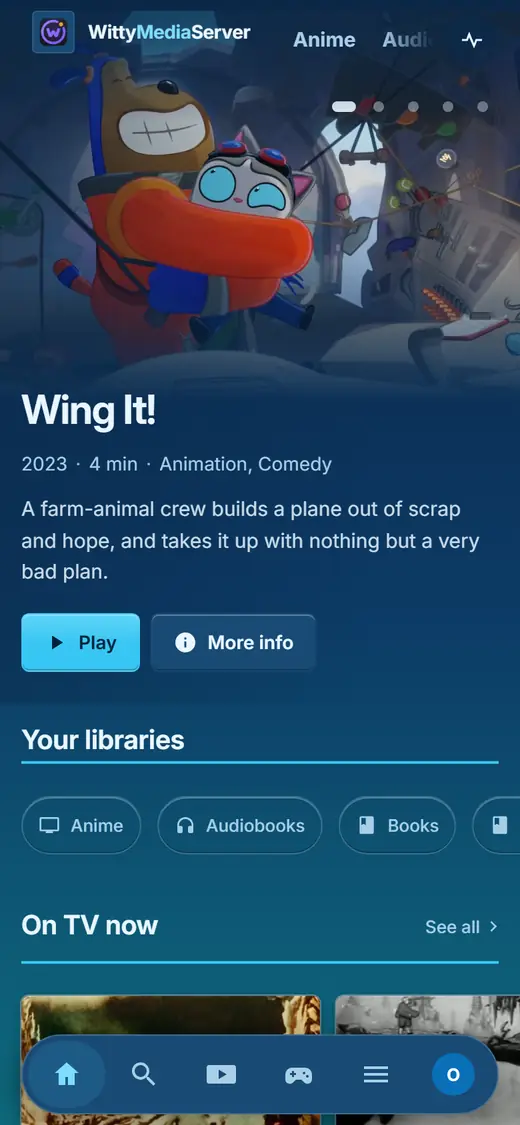 WittyMediaServer
Anime
Audi
Wing It!
2023 · 4 min · Animation, Comedy
A farm-animal crew builds a plane out of scrap
and hope, and takes it up with nothing but a very
bad plan.
Play
More info
Your libraries
Anime
Audiobooks
Books
On TV now
See all
O